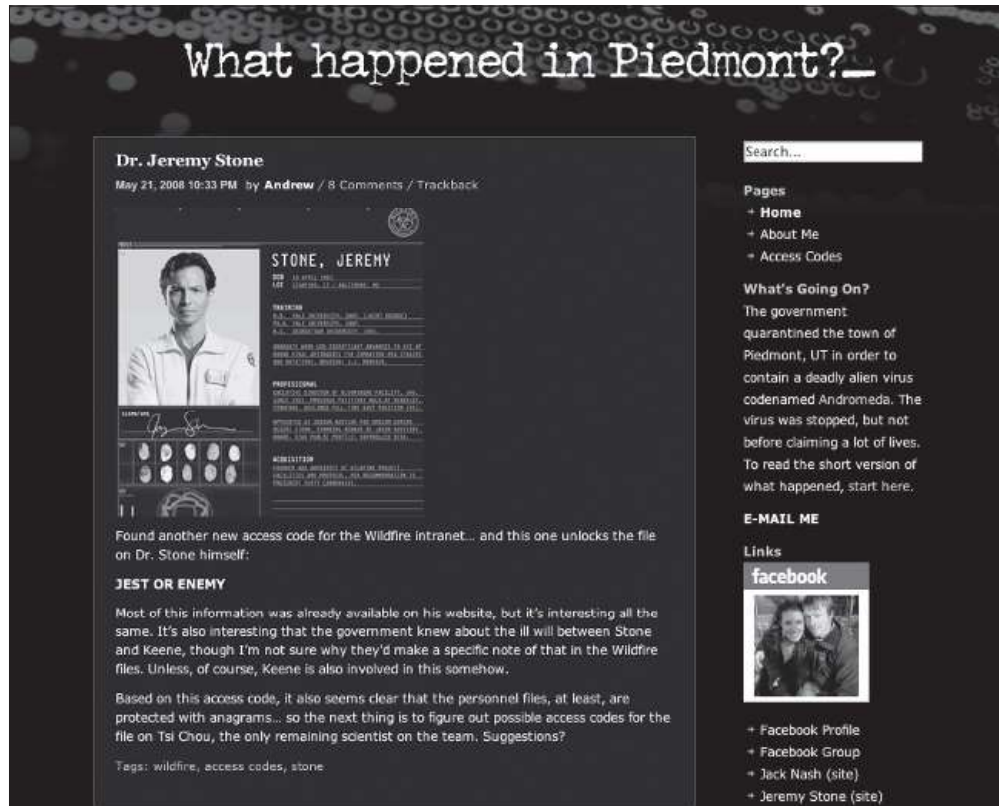 What happened in Piedmont?_
Dr. Jeremy Stone
May 21, 2008 10:33 PM by Andrew / 8 Comments / Trackback
STONE, JEREMY
DOB
LOC
TRAINING
PROFESSIONAL
ACQUISITION
SIGNATURE
Found another new access code for the Wildfire intranet... and this one unlocks the file
on Dr. Stone himself:
JEST OR ENEMY
Most of this information was already available on his website, but it's interesting all the
same. It's also interesting that the government knew about the ill will between Stone
and Keene, though I'm not sure why they'd make a specific note of that in the Wildfire
files. Unless, of course, Keene is also involved in this somehow.
Based on this access code, it also seems clear that the personnel files, at least, are
protected with anagrams... so the next thing is to figure out possible access codes for the
file on Tsi Chou, the only remaining scientist on the team. Suggestions?
Tags: wildfire, access codes, stone
Search...
Pages
Home
About Me
Access Codes
What's Going On?
The government
quarantined the town of
Piedmont, UT in order to
contain a deadly alien virus
codenamed Andromeda. The
virus was stopped, but not
before claiming a lot of lives.
To read the short version of
what happened, start here.
E-MAIL ME
Links
facebook
Facebook Profile
Facebook Group
Jack Nash (site)
Jeremy Stone (site)